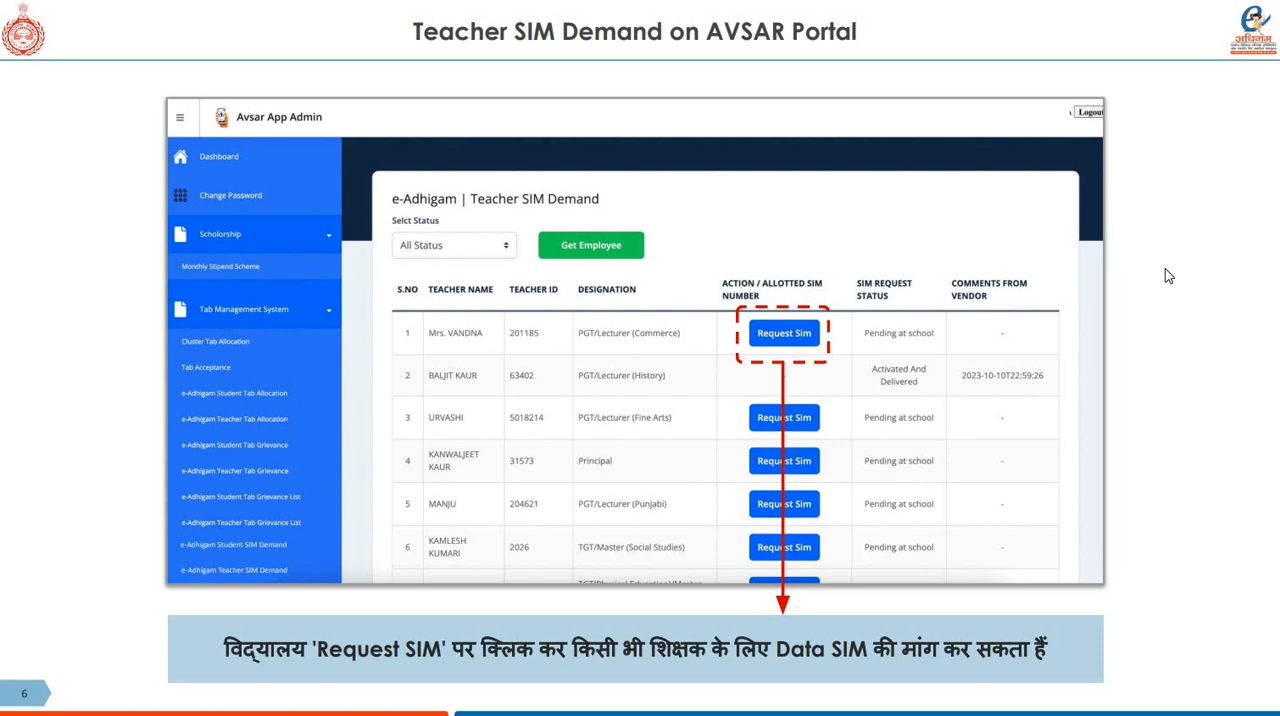 Teacher SIM Demand on AVSAR Portal
अधिगम
Avsar App Admin
Logout
Dashboard
Change Password
Scholorship
Monthly Stipend Scheme
Tab Management System
Cluster Tab Allocation
Tab Acceptance
e-Adhigam Student Tab Allocation
e-Adhigam Teacher Tab Allocation
e-Adhigam Student Tab Grievance
e-Adhigam Teacher Tab Grievance
e-Adhigam Student Tab Grievance List
e-Adhigam Teacher Tab Grievance List
e-Adhigam Student SIM Demand
e-Adhigam Teacher SIM Demand
e-Adhigam | Teacher SIM Demand
Selct Status
All Status Get Employee
S.NO TEACHER NAME TEACHER ID DESIGNATION ACTION / ALLOTTED SIM NUMBER SIM REQUEST STATUS COMMENTS FROM VENDOR
1 Mrs. VANDNA 201185 PGT/Lecturer (Commerce) Request Sim Pending at school -
2 BALJIT KAUR 63402 PGT/Lecturer (History) Activated And Delivered 2023-10-10T22:59:26
3 URVASHI 5018214 PGT/Lecturer (Fine Arts) Request Sim Pending at school -
4 KANWALJEET KAUR 31573 Principal Request Sim Pending at school -
5 MANJU 204621 PGT/Lecturer (Punjabi) Request Sim Pending at school -
6 KAMLESH KUMARI 2026 TGT/Master (Social Studies) Request Sim Pending at school -
विद्यालय 'Request SIM' पर क्लिक कर किसी भी शिक्षक के लिए Data SIM की मांग कर सकता हैं
6